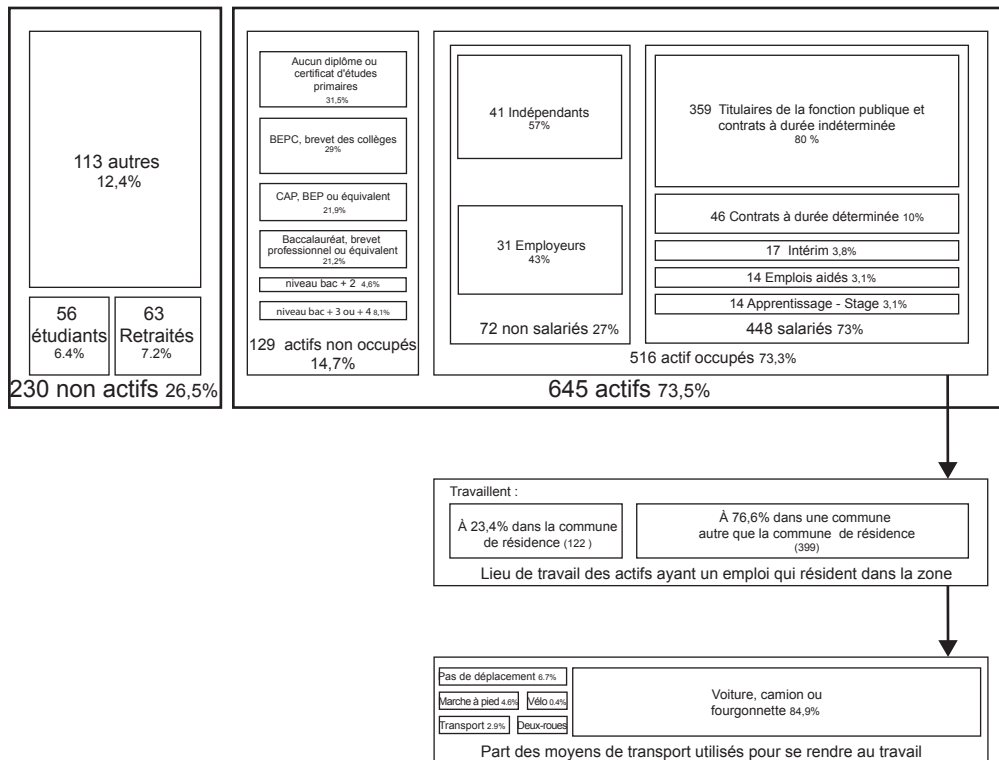 113 autres
12,4%
56
étudiants
6.4%
63
Retraités
7.2%
230 non actifs 26,5%
Aucun diplôme ou
certificat d'études
primaires
31,5%
BEPC, brevet des collèges
29%
CAP, BEP ou équivalent
21,9%
Baccalauréat, brevet
professionnel ou équivalent
21,2%
niveau bac + 2 4,6%
niveau bac + 3 ou + 4 8,1%
129 actifs non occupés
14,7%
41 Indépendants
57%
31 Employeurs
43%
72 non salariés 27%
359 Titulaires de la fonction publique et
contrats à durée indéterminée
80 %
46 Contrats à durée déterminée 10%
17 Intérim 3,8%
14 Emplois aidés 3,1%
14 Apprentissage - Stage 3,1%
448 salariés 73%
516 actif occupés 73,3%
645 actifs 73,5%
Travaillent :
À 23,4% dans la commune
de résidence (122 )
À 76,6% dans une commune
autre que la commune de résidence
(399)
Lieu de travail des actifs ayant un emploi qui résident dans la zone
Pas de déplacement 6.7%
Marche à pied 4.6%
Vélo 0.4%
Transport 2.9%
Deux-roues
Voiture, camion ou
fourgonnette 84,9%
Part des moyens de transport utilisés pour se rendre au travail